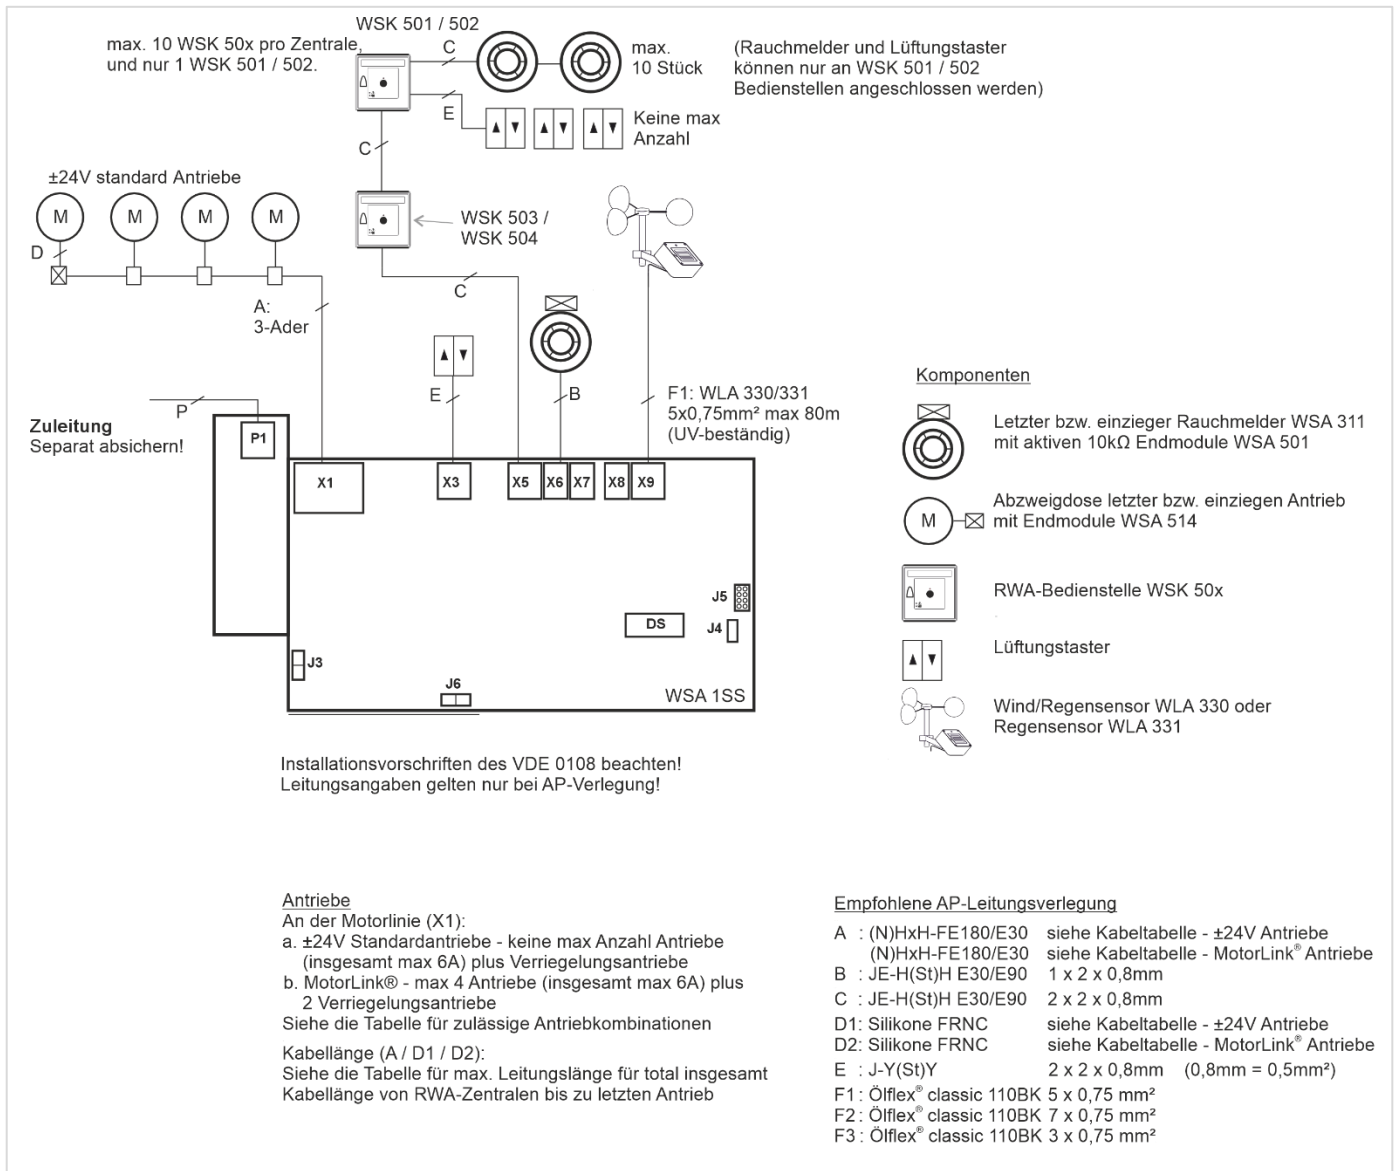 WSK 501 / 502
max. 10 WSK 50x pro Zentrale,
und nur 1 WSK 501 / 502.
C
max.
10 Stück
(Rauchmelder und Lüftungstaster
können nur an WSK 501 / 502
Bedienstellen angeschlossen werden)
E
Keine max
Anzahl
C
±24V standard Antriebe
M
M
M
M
D
WSK 503 /
WSK 504
C
A:
3-Ader
E
B
F1: WLA 330/331
5x0,75mm² max 80m
(UV-beständig)
P
Zuleitung
Separat absichern!
P1
X1
X3
X5
X6
X7
X8
X9
J5
DS
J4
J3
J6
WSA 1SS
Komponenten
Letzter bzw. einzieger Rauchmelder WSA 311
mit aktiven 10kΩ Endmodule WSA 501
M
Abzweigdose letzter bzw. einziegen Antrieb
mit Endmodule WSA 514
RWA-Bedienstelle WSK 50x
Lüftungstaster
Wind/Regensensor WLA 330 oder
Regensensor WLA 331
Installationsvorschriften des VDE 0108 beachten!
Leitungsangaben gelten nur bei AP-Verlegung!
Antriebe
An der Motorlinie (X1):
a. ±24V Standardantriebe - keine max Anzahl Antriebe
(insgesamt max 6A) plus Verriegelungsantriebe
b. MotorLink® - max 4 Antriebe (insgesamt max 6A) plus
2 Verriegelungsantriebe
Siehe die Tabelle für zulässige Antriebkombinationen
Kabellänge (A / D1 / D2):
Siehe die Tabelle für max. Leitungslänge für total insgesamt
Kabellänge von RWA-Zentralen bis zu letzten Antrieb
Empfohlene AP-Leitungsverlegung
A : (N)HxH-FE180/E30 siehe Kabeltabelle - ±24V Antriebe
(N)HxH-FE180/E30 siehe Kabeltabelle - MotorLink® Antriebe
B : JE-H(St)H E30/E90 1 x 2 x 0,8mm
C : JE-H(St)H E30/E90 2 x 2 x 0,8mm
D1: Silikone FRNC siehe Kabeltabelle - ±24V Antriebe
D2: Silikone FRNC siehe Kabeltabelle - MotorLink® Antriebe
E : J-Y(St)Y 2 x 2 x 0,8mm (0,8mm = 0,5mm²)
F1: Ölflex® classic 110BK 5 x 0,75 mm²
F2: Ölflex® classic 110BK 7 x 0,75 mm²
F3: Ölflex® classic 110BK 3 x 0,75 mm²